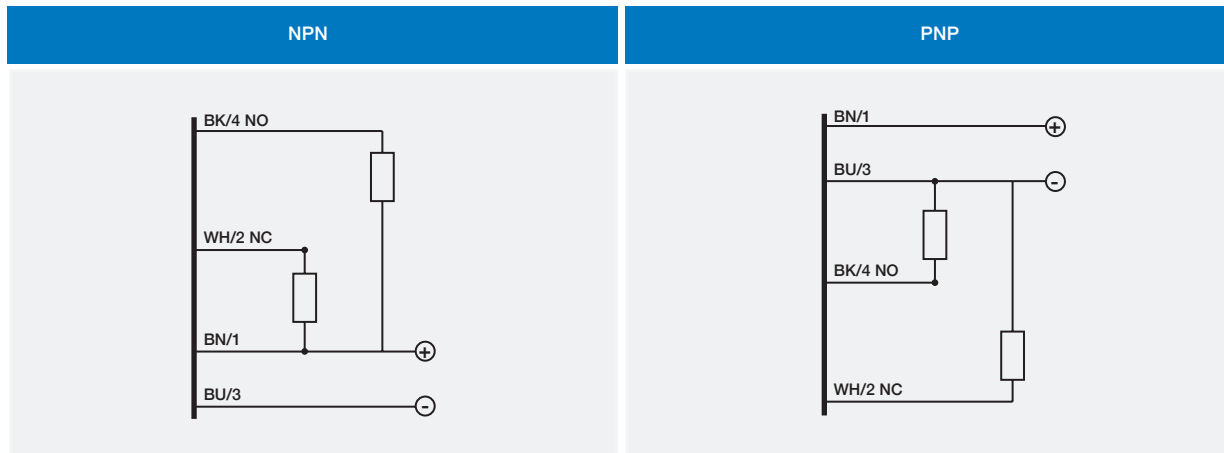 NPN
PNP
BK/4 NO
WH/2 NC
BN/1
+
BU/3
-
BN/1
+
BU/3
-
BK/4 NO
WH/2 NC